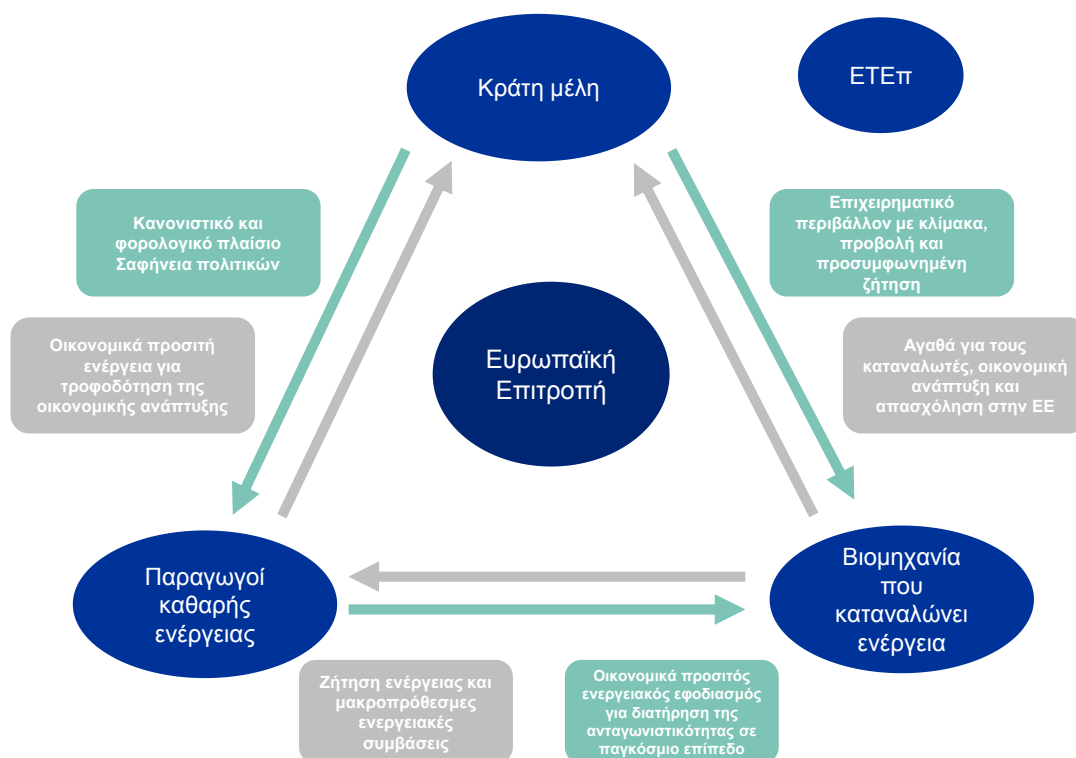 Κράτη μέλη
ΕΤΕπ
Κανονιστικό και
φορολογικό πλαίσιο
Σαφήνεια πολιτικών
Επιχειρηματικό
περιβάλλον με κλίμακα,
προβολή και
προσυμφωνημένη
ζήτηση
Οικονομικά προσιτή
ενέργεια για
τροφοδότηση της
οικονομικής ανάπτυξης
Ευρωπαϊκή
Επιτροπή
Αγαθά για τους
καταναλωτές, οικονομική
ανάπτυξη και
απασχόληση στην ΕΕ
Παραγωγοί
καθαρής
ενέργειας
Βιομηχανία
που
καταναλώνει
ενέργεια
Ζήτηση ενέργειας και
μακροπρόθεσμες
ενεργειακές
συμβάσεις
Οικονομικά προσιτός
ενεργειακός εφοδιασμός
για διατήρηση της
ανταγωνιστικότητας σε
παγκόσμιο επίπεδο